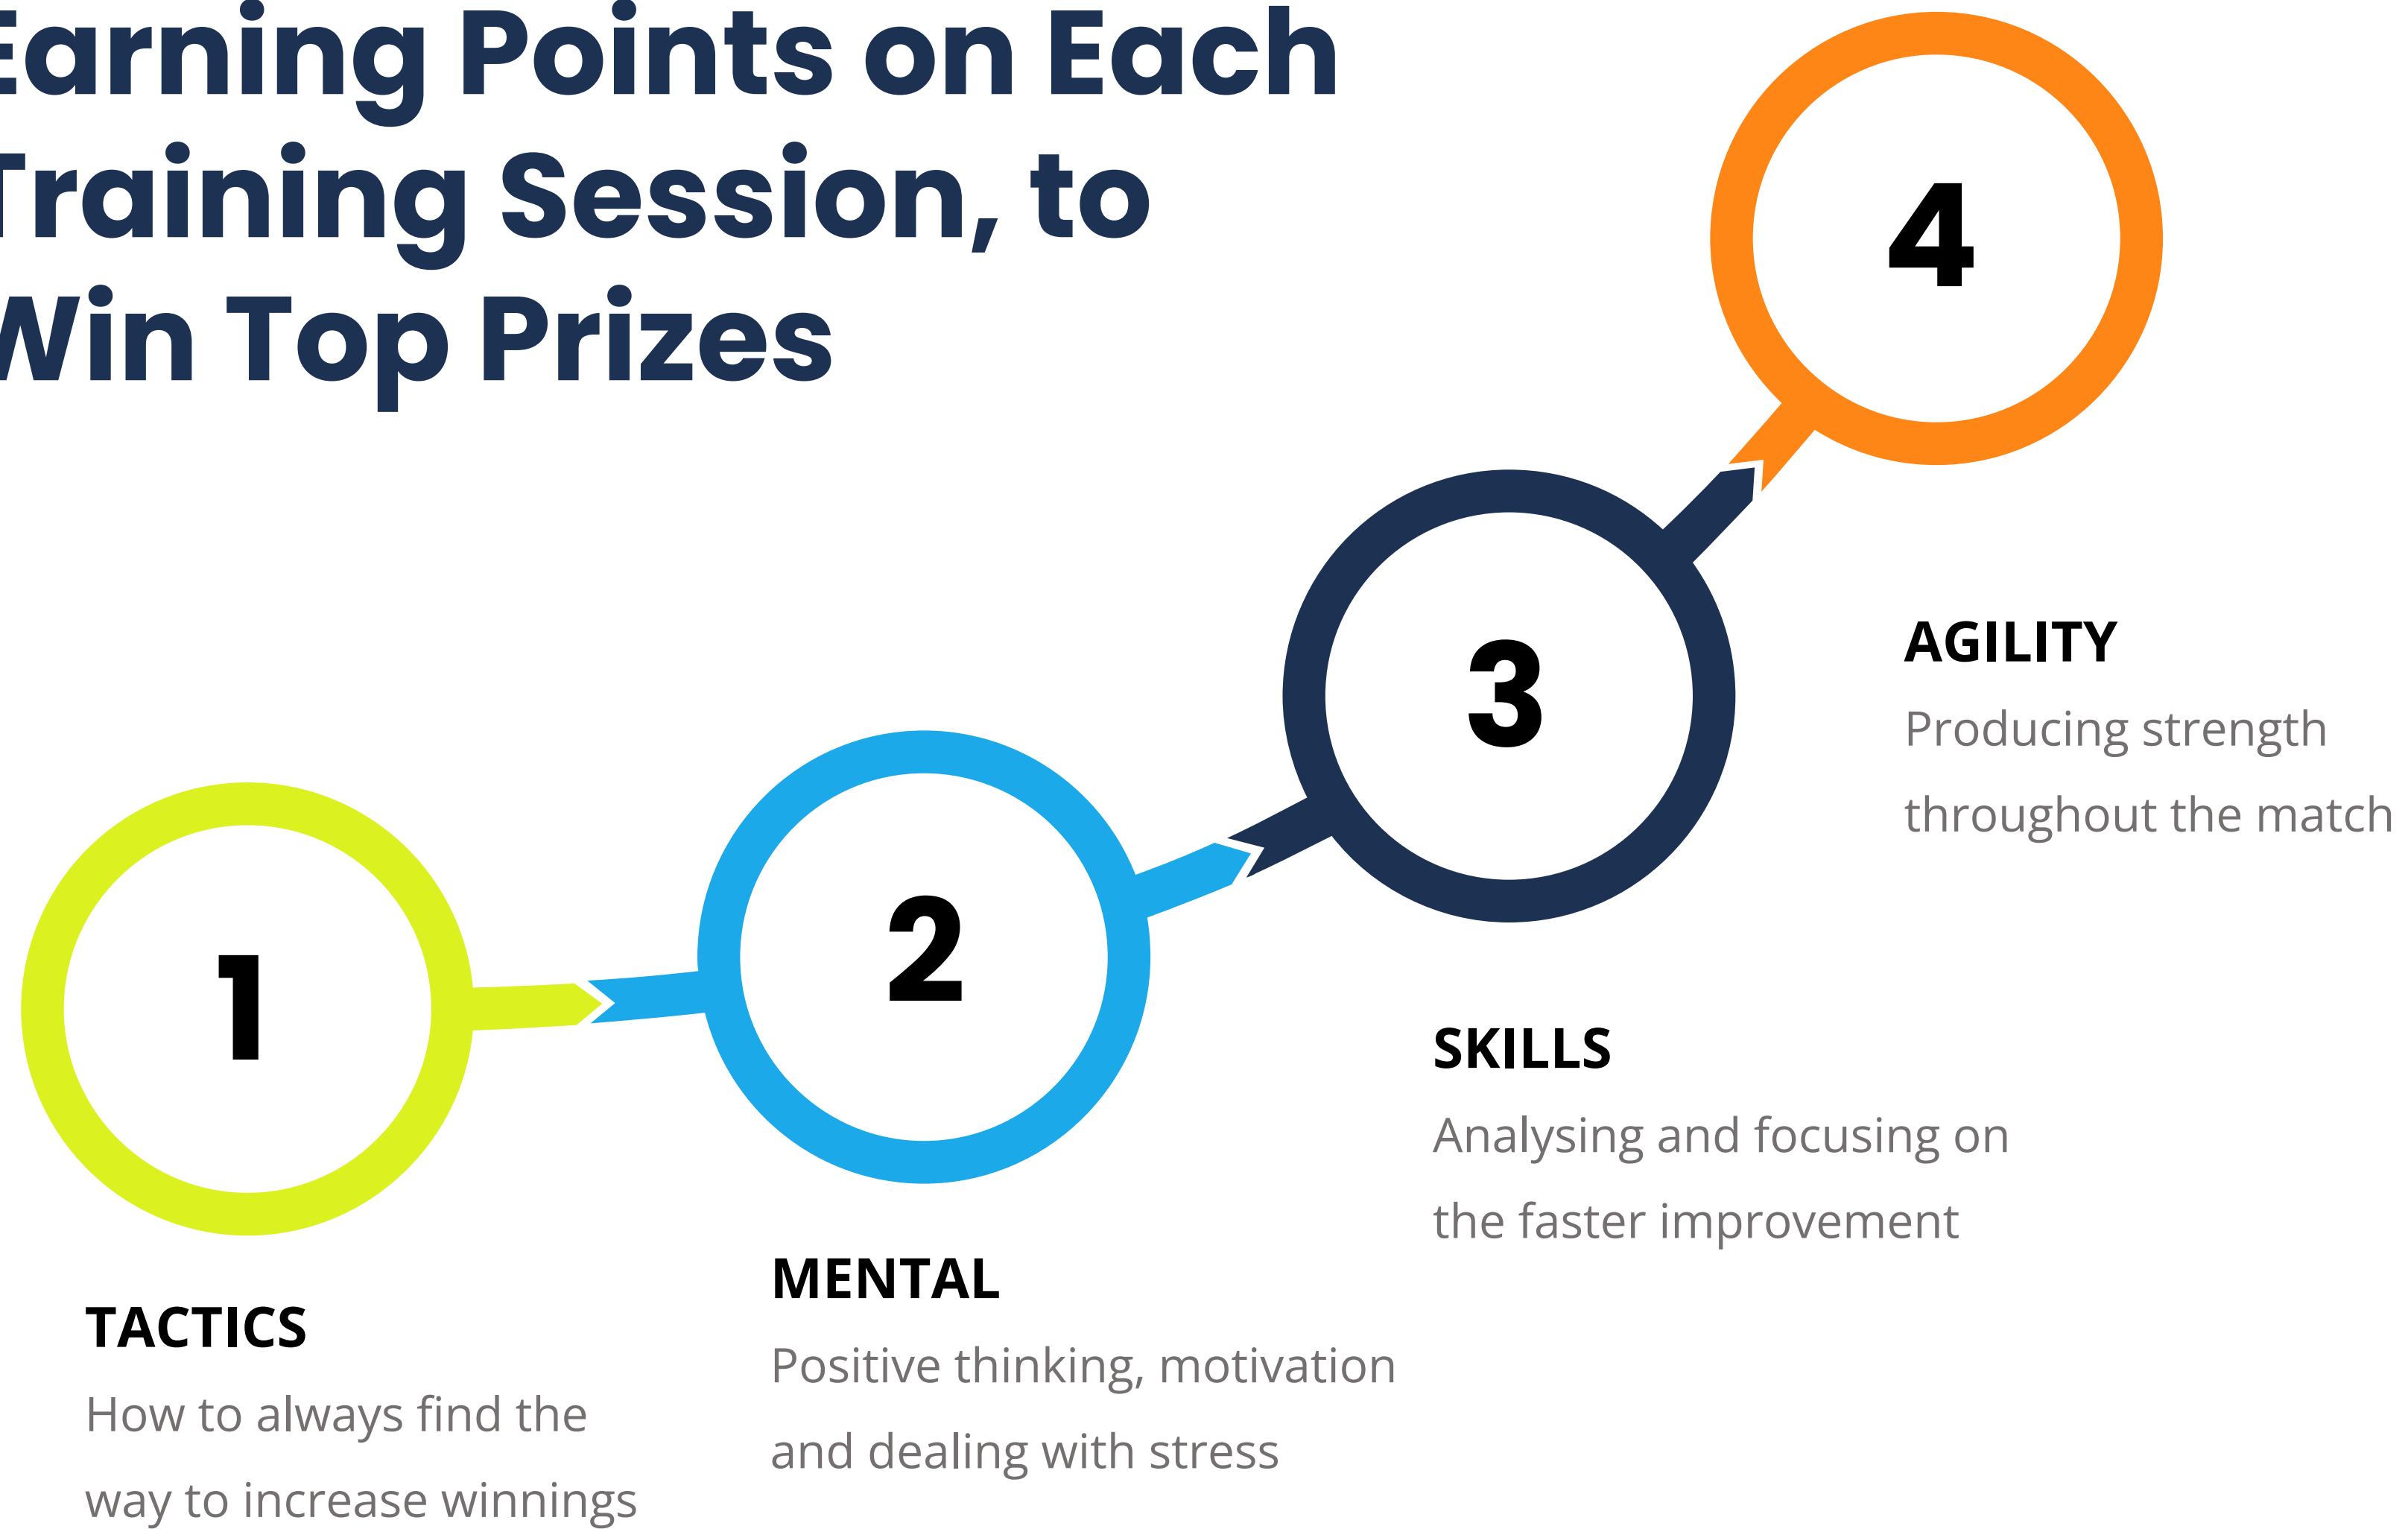 Earning Points on Each
Training Session, to
Win Top Prizes
4
3
AGILITY
Producing strength
throughout the match
2
1
SKILLS
Analysing and focusing on
the faster improvement
MENTAL
Positive thinking, motivation
and dealing with stress
TACTICS
How to always find the
way to increase winnings